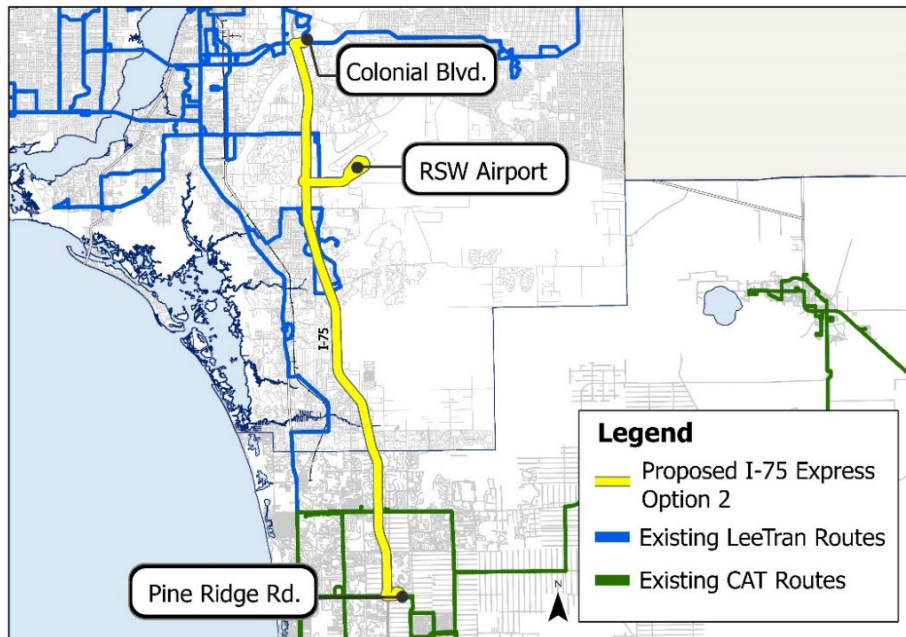 Colonial Blvd.
RSW Airport
I-75
Legend
Proposed I-75 Express
Option 2
Existing LeeTran Routes
Existing CAT Routes
N
Pine Ridge Rd.